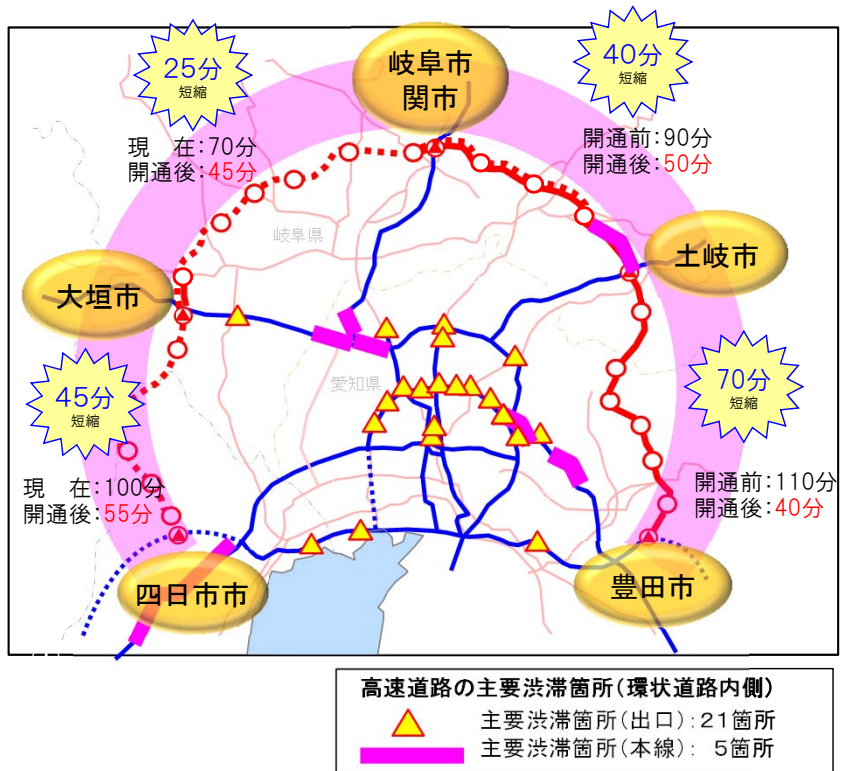 25分
短縮
岐阜市
関市
40分
短縮
現　在:70分
開通後:45分
開通前:90分
開通後:50分
岐阜県
土岐市
大垣市
愛知県
45分
短縮
70分
短縮
現　在:100分
開通後:55分
開通前:110分
開通後:40分
四日市市
豊田市
高速道路の主要渋滞箇所(環状道路内側)
主要渋滞箇所(出口):21箇所
主要渋滞箇所(本線):　5箇所